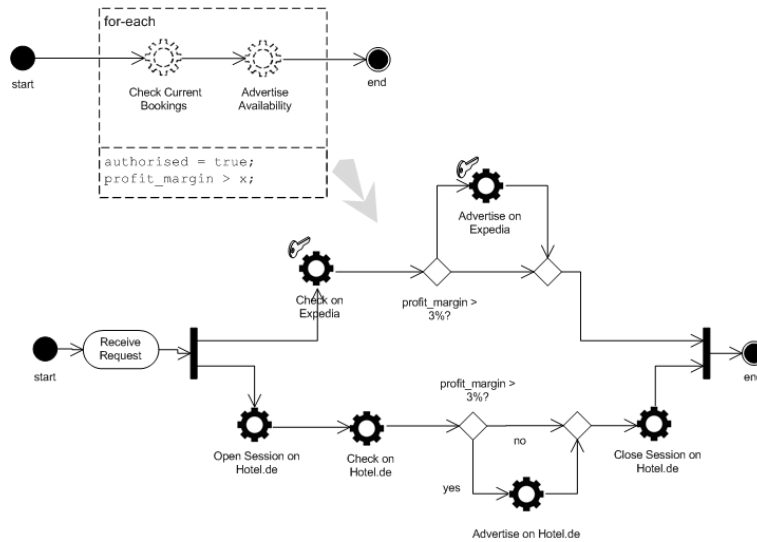 for-each
start
Check Current
Bookings
Advertise
Availability
end
authorised = true;
profit_margin > x;
Advertise on
Expedia
Check on
Expedia
profit_margin >
3%?
Receive
Request
start
end
profit_margin >
3%?
Open Session on
Hotel.de
Check on
Hotel.de
no
Close Session on
Hotel.de
yes
Advertise on Hotel.de